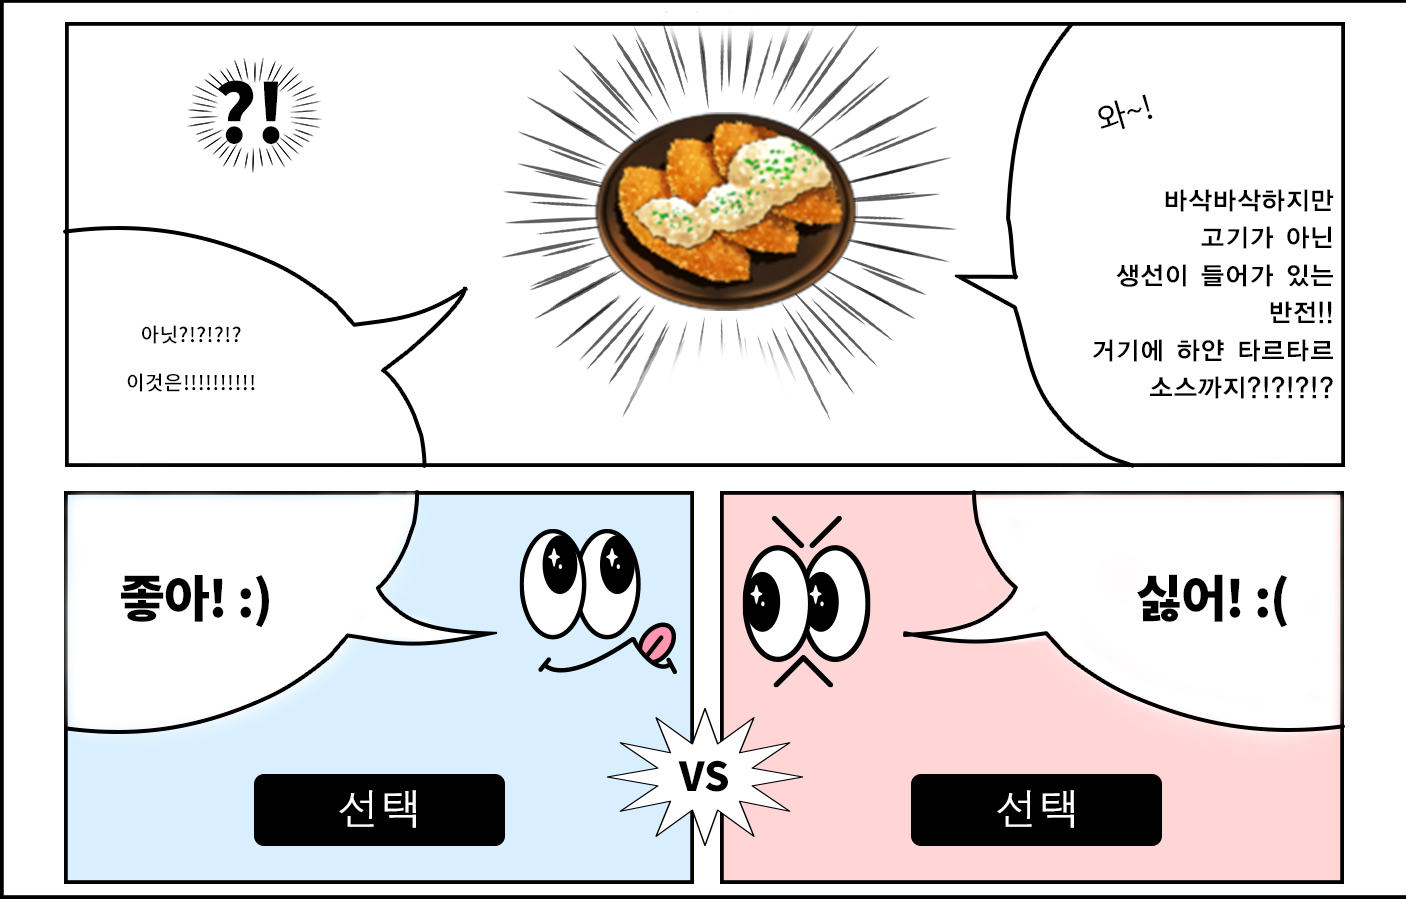 ?!
아닛?!?!?!?
이것은!!!!!!!!!!
와~!
바삭바삭하지만
고기가 아닌
생선이 들어가 있는
반전!!
거기에 하얀 타르타르
소스까지?!?!?!?
좋아! :)
싫어! :(
VS
선택
선택